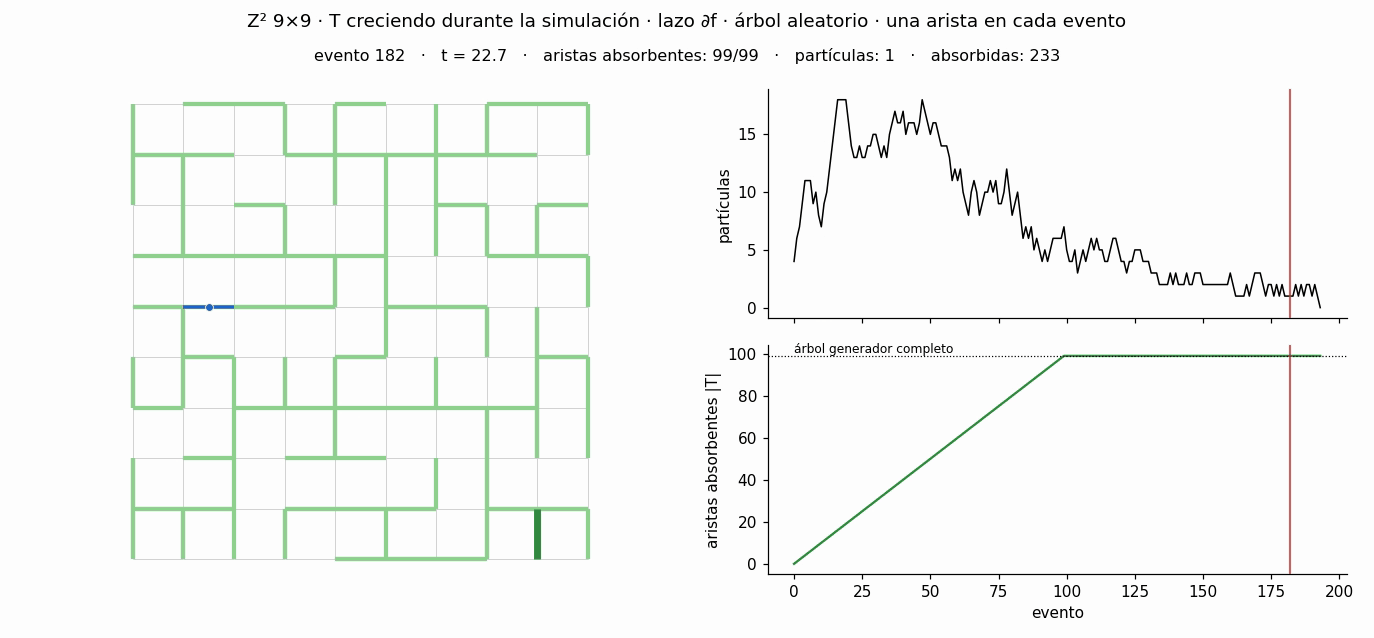 Z² 9×9 · T creciendo durante la simulación · lazo ∂f · árbol aleatorio · una arista en cada evento
evento 182 · t = 22.7 · aristas absorbentes: 99/99 · partículas: 1 · absorbidas: 233
partículas
15
10
5
0
árbol generador completo
aristas absorbentes |T|
100
80
60
40
20
0
0 25 50 75 100 125 150 175 200
evento